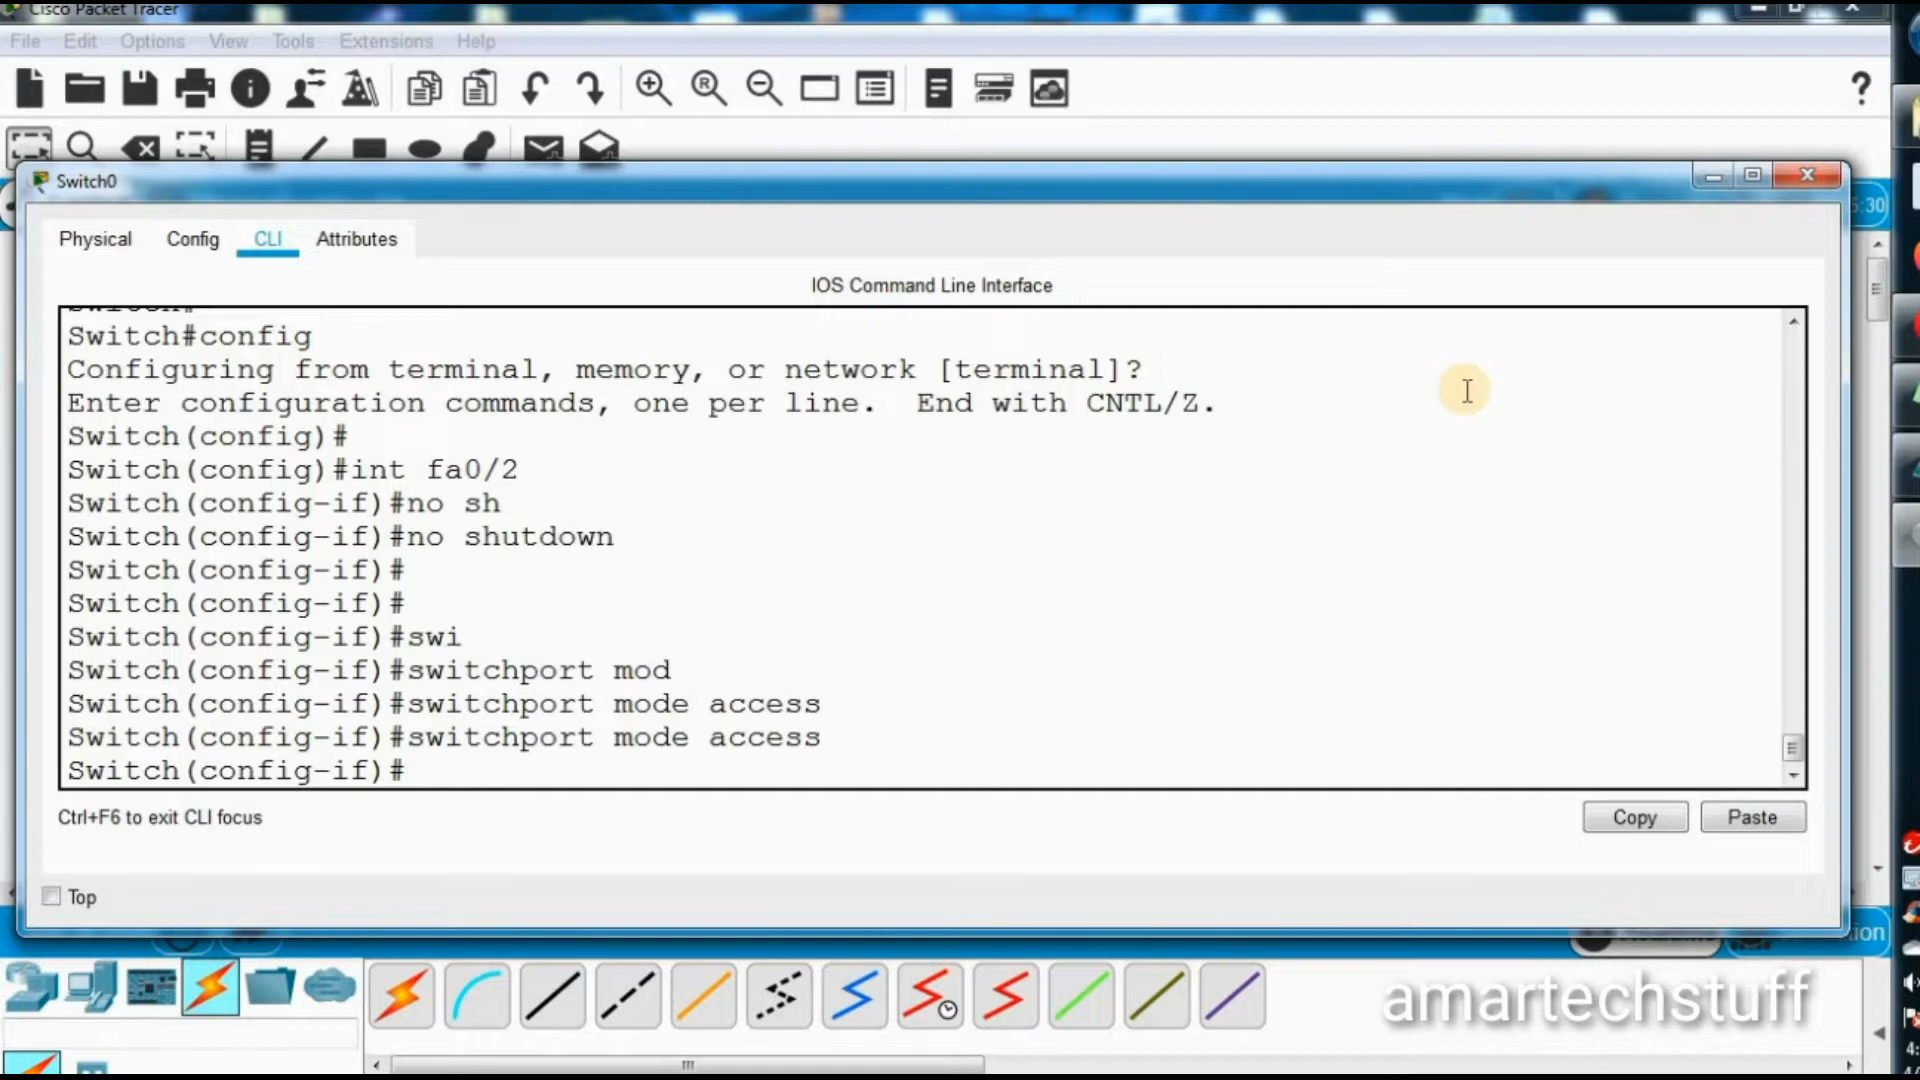 Cisco Packet Tracer
File Edit Options View Tools Extensions Help
Switch0
5:30
Physical Config CLI Attributes
IOS Command Line Interface
Switch#
Switch#config
Configuring from terminal, memory, or network [terminal]?
Enter configuration commands, one per line.  End with CNTL/Z.
Switch(config)#
Switch(config)#int fa0/2
Switch(config-if)#no sh
Switch(config-if)#no shutdown
Switch(config-if)#
Switch(config-if)#
Switch(config-if)#swi
Switch(config-if)#switchport mod
Switch(config-if)#switchport mode access
Switch(config-if)#switchport mode access
Switch(config-if)#
Ctrl+F6 to exit CLI focus
Copy Paste
Top
amartechstuff